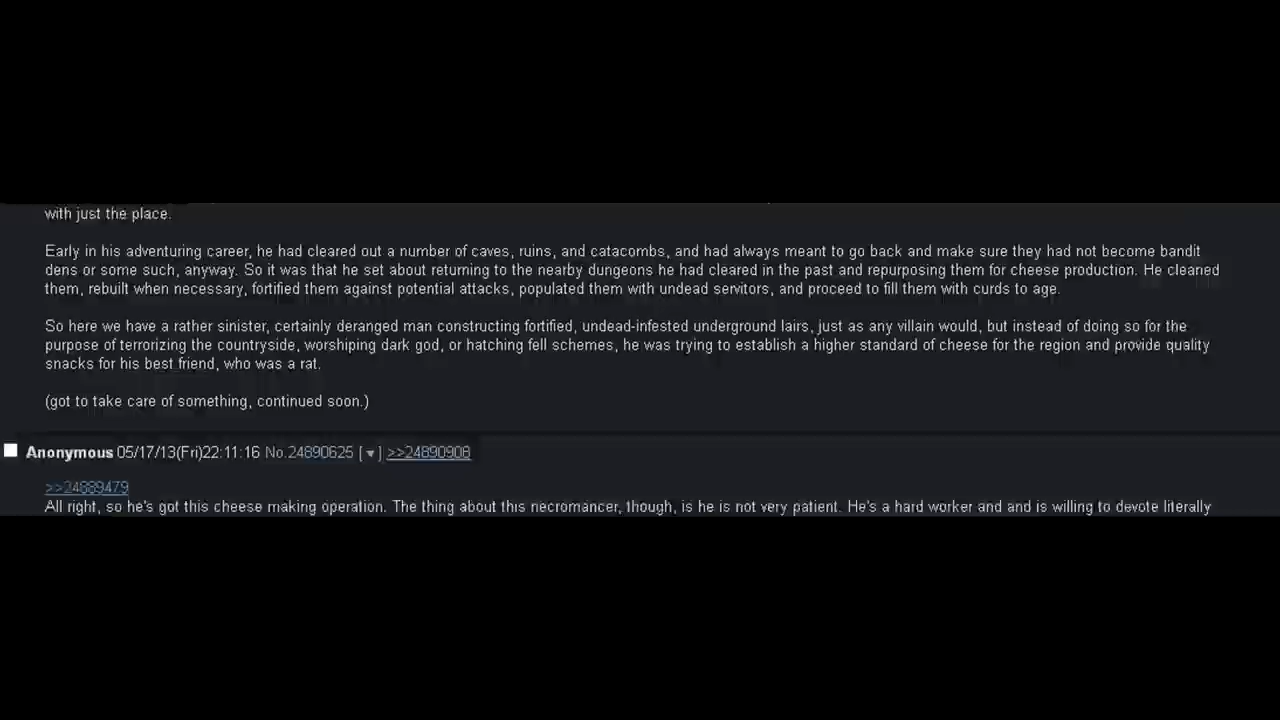 with just the place.
Early in his adventuring career, he had cleared out a number of caves, ruins, and catacombs, and had always meant to go back and make sure they had not become bandit
dens or some such, anyway. So it was that he set about returning to the nearby dungeons he had cleared in the past and repurposing them for cheese production. He cleaned
them, rebuilt when necessary, fortified them against potential attacks, populated them with undead servitors, and proceed to fill them with curds to age.
So here we have a rather sinister, certainly deranged man constructing fortified, undead-infested underground lairs, just as any villain would, but instead of doing so for the
purpose of terrorizing the countryside, worshiping dark god, or hatching fell schemes, he was trying to establish a higher standard of cheese for the region and provide quality
snacks for his best friend, who was a rat.
(got to take care of something, continued soon.)
Anonymous 05/17/13(Fri)22:11:16 No.24890625 [▼] >>24890908
>>24889479
All right, so he's got this cheese making operation. The thing about this necromancer, though, is he is not very patient. He's a hard worker and and is willing to devote literally